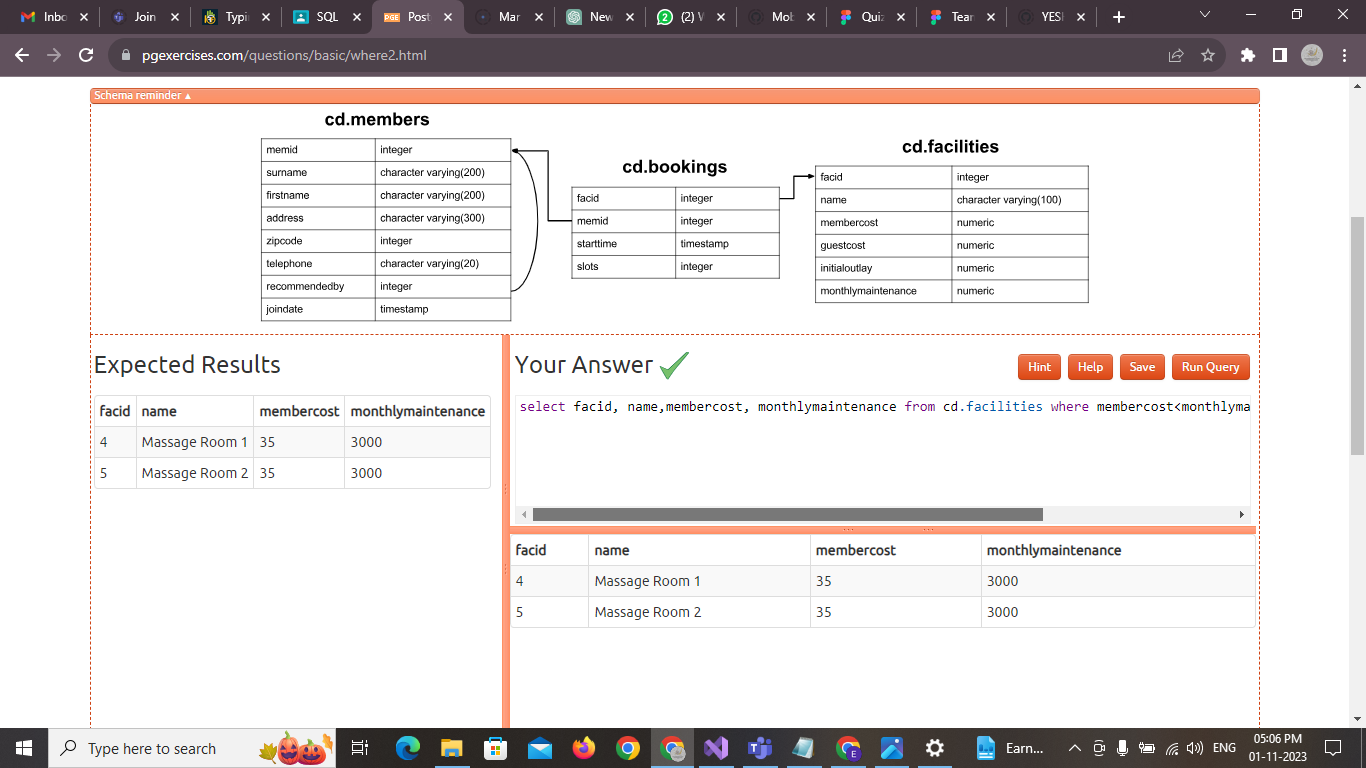 Inbo
Join
Typi
SQL
PGE Post
Mar
New
2 (2) W
Mob
Quiz
Tear
YES!
pgexercises.com/questions/basic/where2.html
Schema reminder ▲
cd.members
memid integer
surname character varying(200)
firstname character varying(200)
address character varying(300)
zipcode integer
telephone character varying(20)
recommendedby integer
joindate timestamp
cd.bookings
facid integer
memid integer
starttime timestamp
slots integer
cd.facilities
facid integer
name character varying(100)
membercost numeric
guestcost numeric
initialoutlay numeric
monthlymaintenance numeric
Expected Results
facid name membercost monthlymaintenance
4 Massage Room 1 35 3000
5 Massage Room 2 35 3000
Your Answer
Hint Help Save Run Query
select facid, name,membercost, monthlymaintenance from cd.facilities where membercost<monthlyma
facid name membercost monthlymaintenance
4 Massage Room 1 35 3000
5 Massage Room 2 35 3000
Type here to search
Earn...
ENG
05:06 PM
01-11-2023